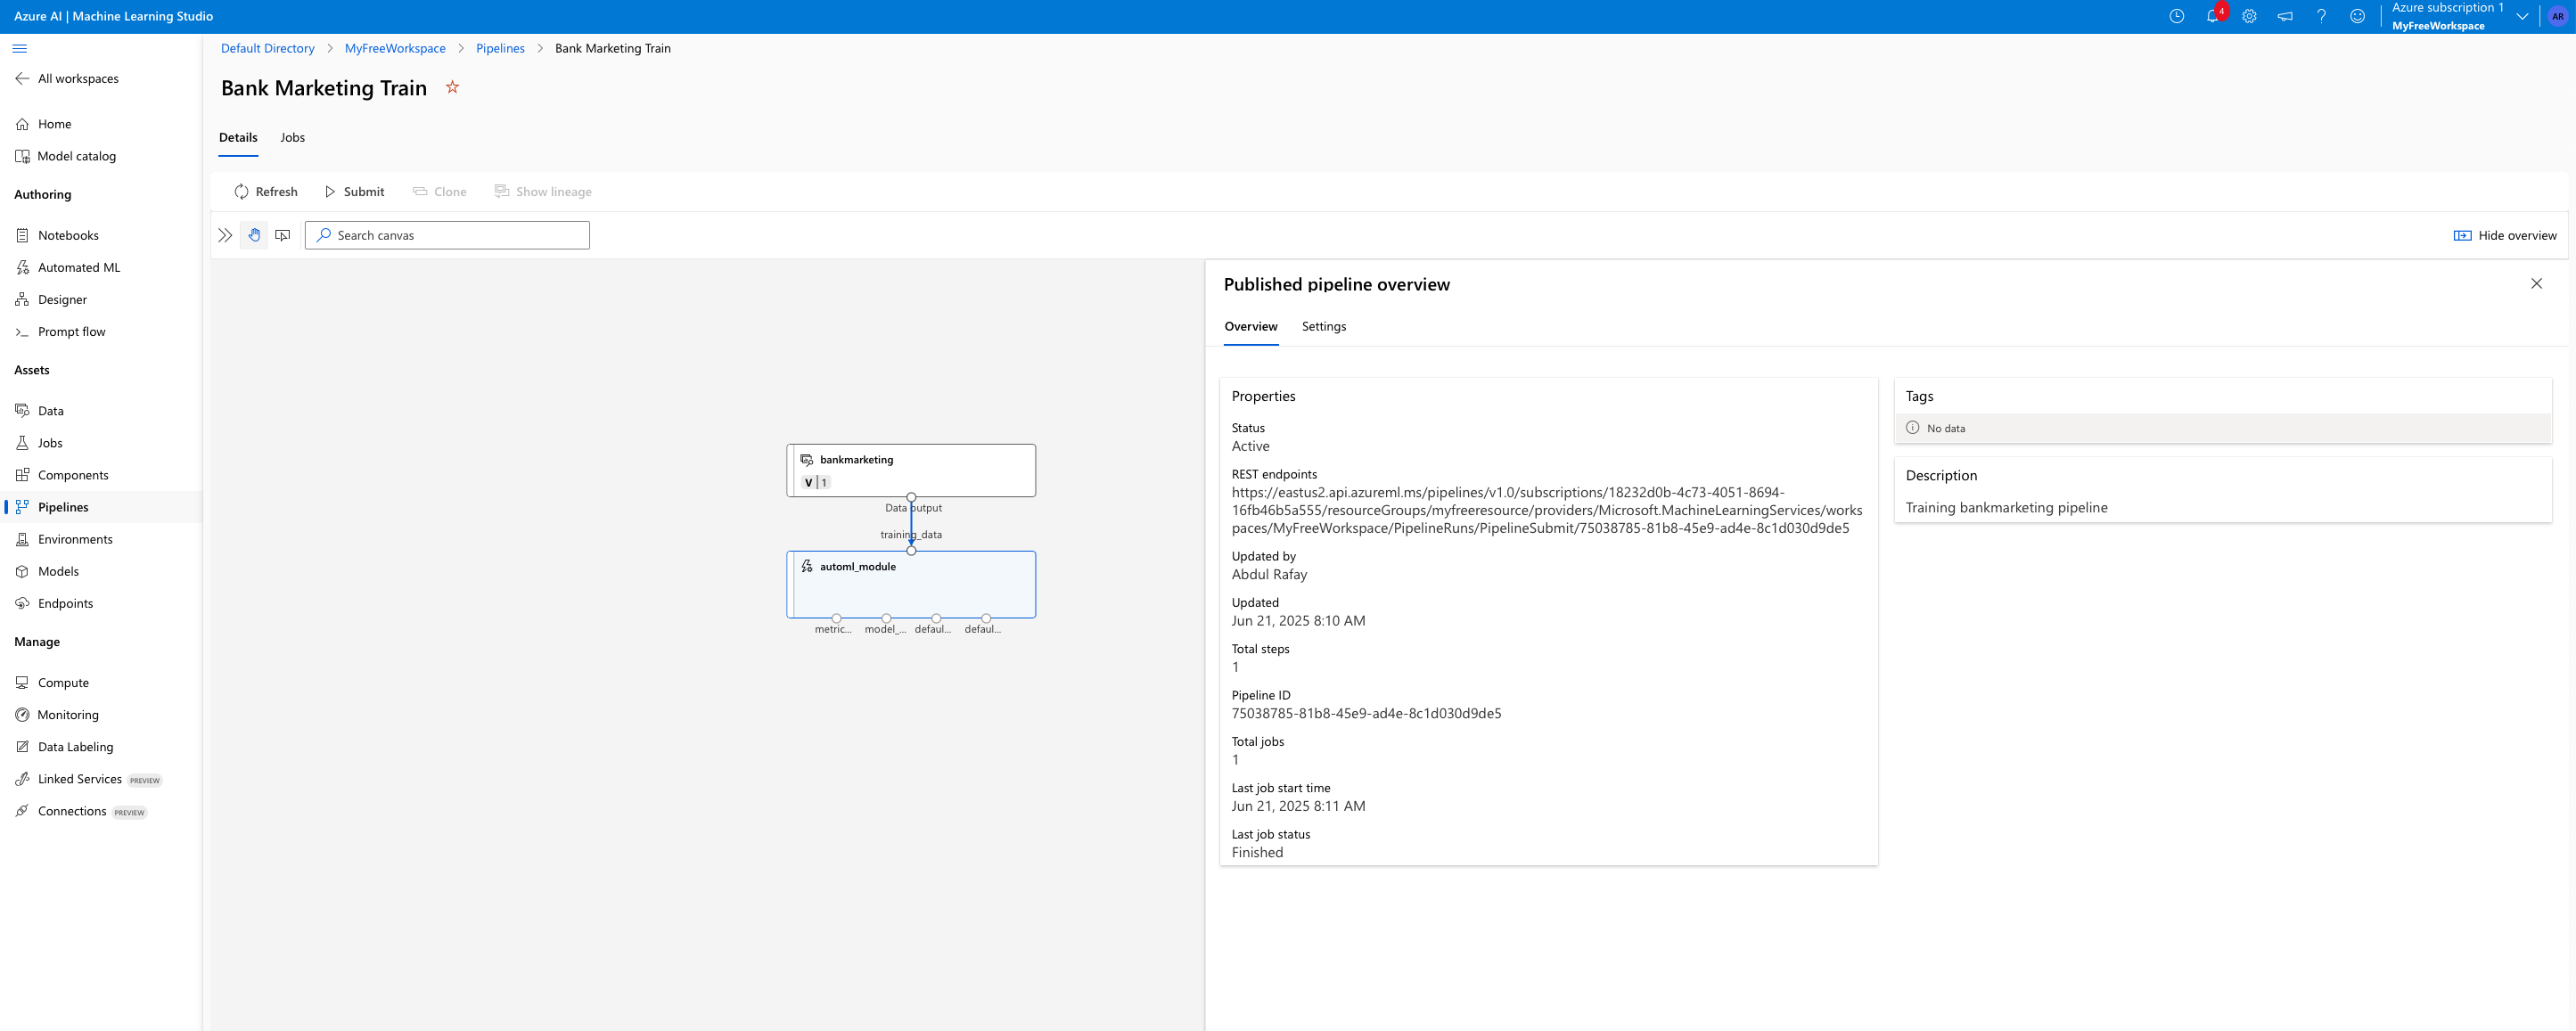 Azure AI | Machine Learning Studio
4
Azure subscription 1
MyFreeWorkspace
AR
All workspaces
Home
Model catalog
Authoring
Notebooks
Automated ML
Designer
Prompt flow
Assets
Data
Jobs
Components
Pipelines
Environments
Models
Endpoints
Manage
Compute
Monitoring
Data Labeling
Linked Services PREVIEW
Connections PREVIEW
Default Directory > MyFreeWorkspace > Pipelines > Bank Marketing Train
Bank Marketing Train
Details Jobs
Refresh Submit Clone Show lineage
Search canvas
Hide overview
bankmarketing
V | 1
Data output
training_data
automl_module
metric... model_... defaul... defaul...
Published pipeline overview
Overview Settings
Properties
Status
Active
REST endpoints
https://eastus2.api.azureml.ms/pipelines/v1.0/subscriptions/18232d0b-4c73-4051-8694-
16fb46b5a555/resourceGroups/myfreeresource/providers/Microsoft.MachineLearningServices/works
paces/MyFreeWorkspace/PipelineRuns/PipelineSubmit/75038785-81b8-45e9-ad4e-8c1d030d9de5
Updated by
Abdul Rafay
Updated
Jun 21, 2025 8:10 AM
Total steps
1
Pipeline ID
75038785-81b8-45e9-ad4e-8c1d030d9de5
Total jobs
1
Last job start time
Jun 21, 2025 8:11 AM
Last job status
Finished
Tags
No data
Description
Training bankmarketing pipeline